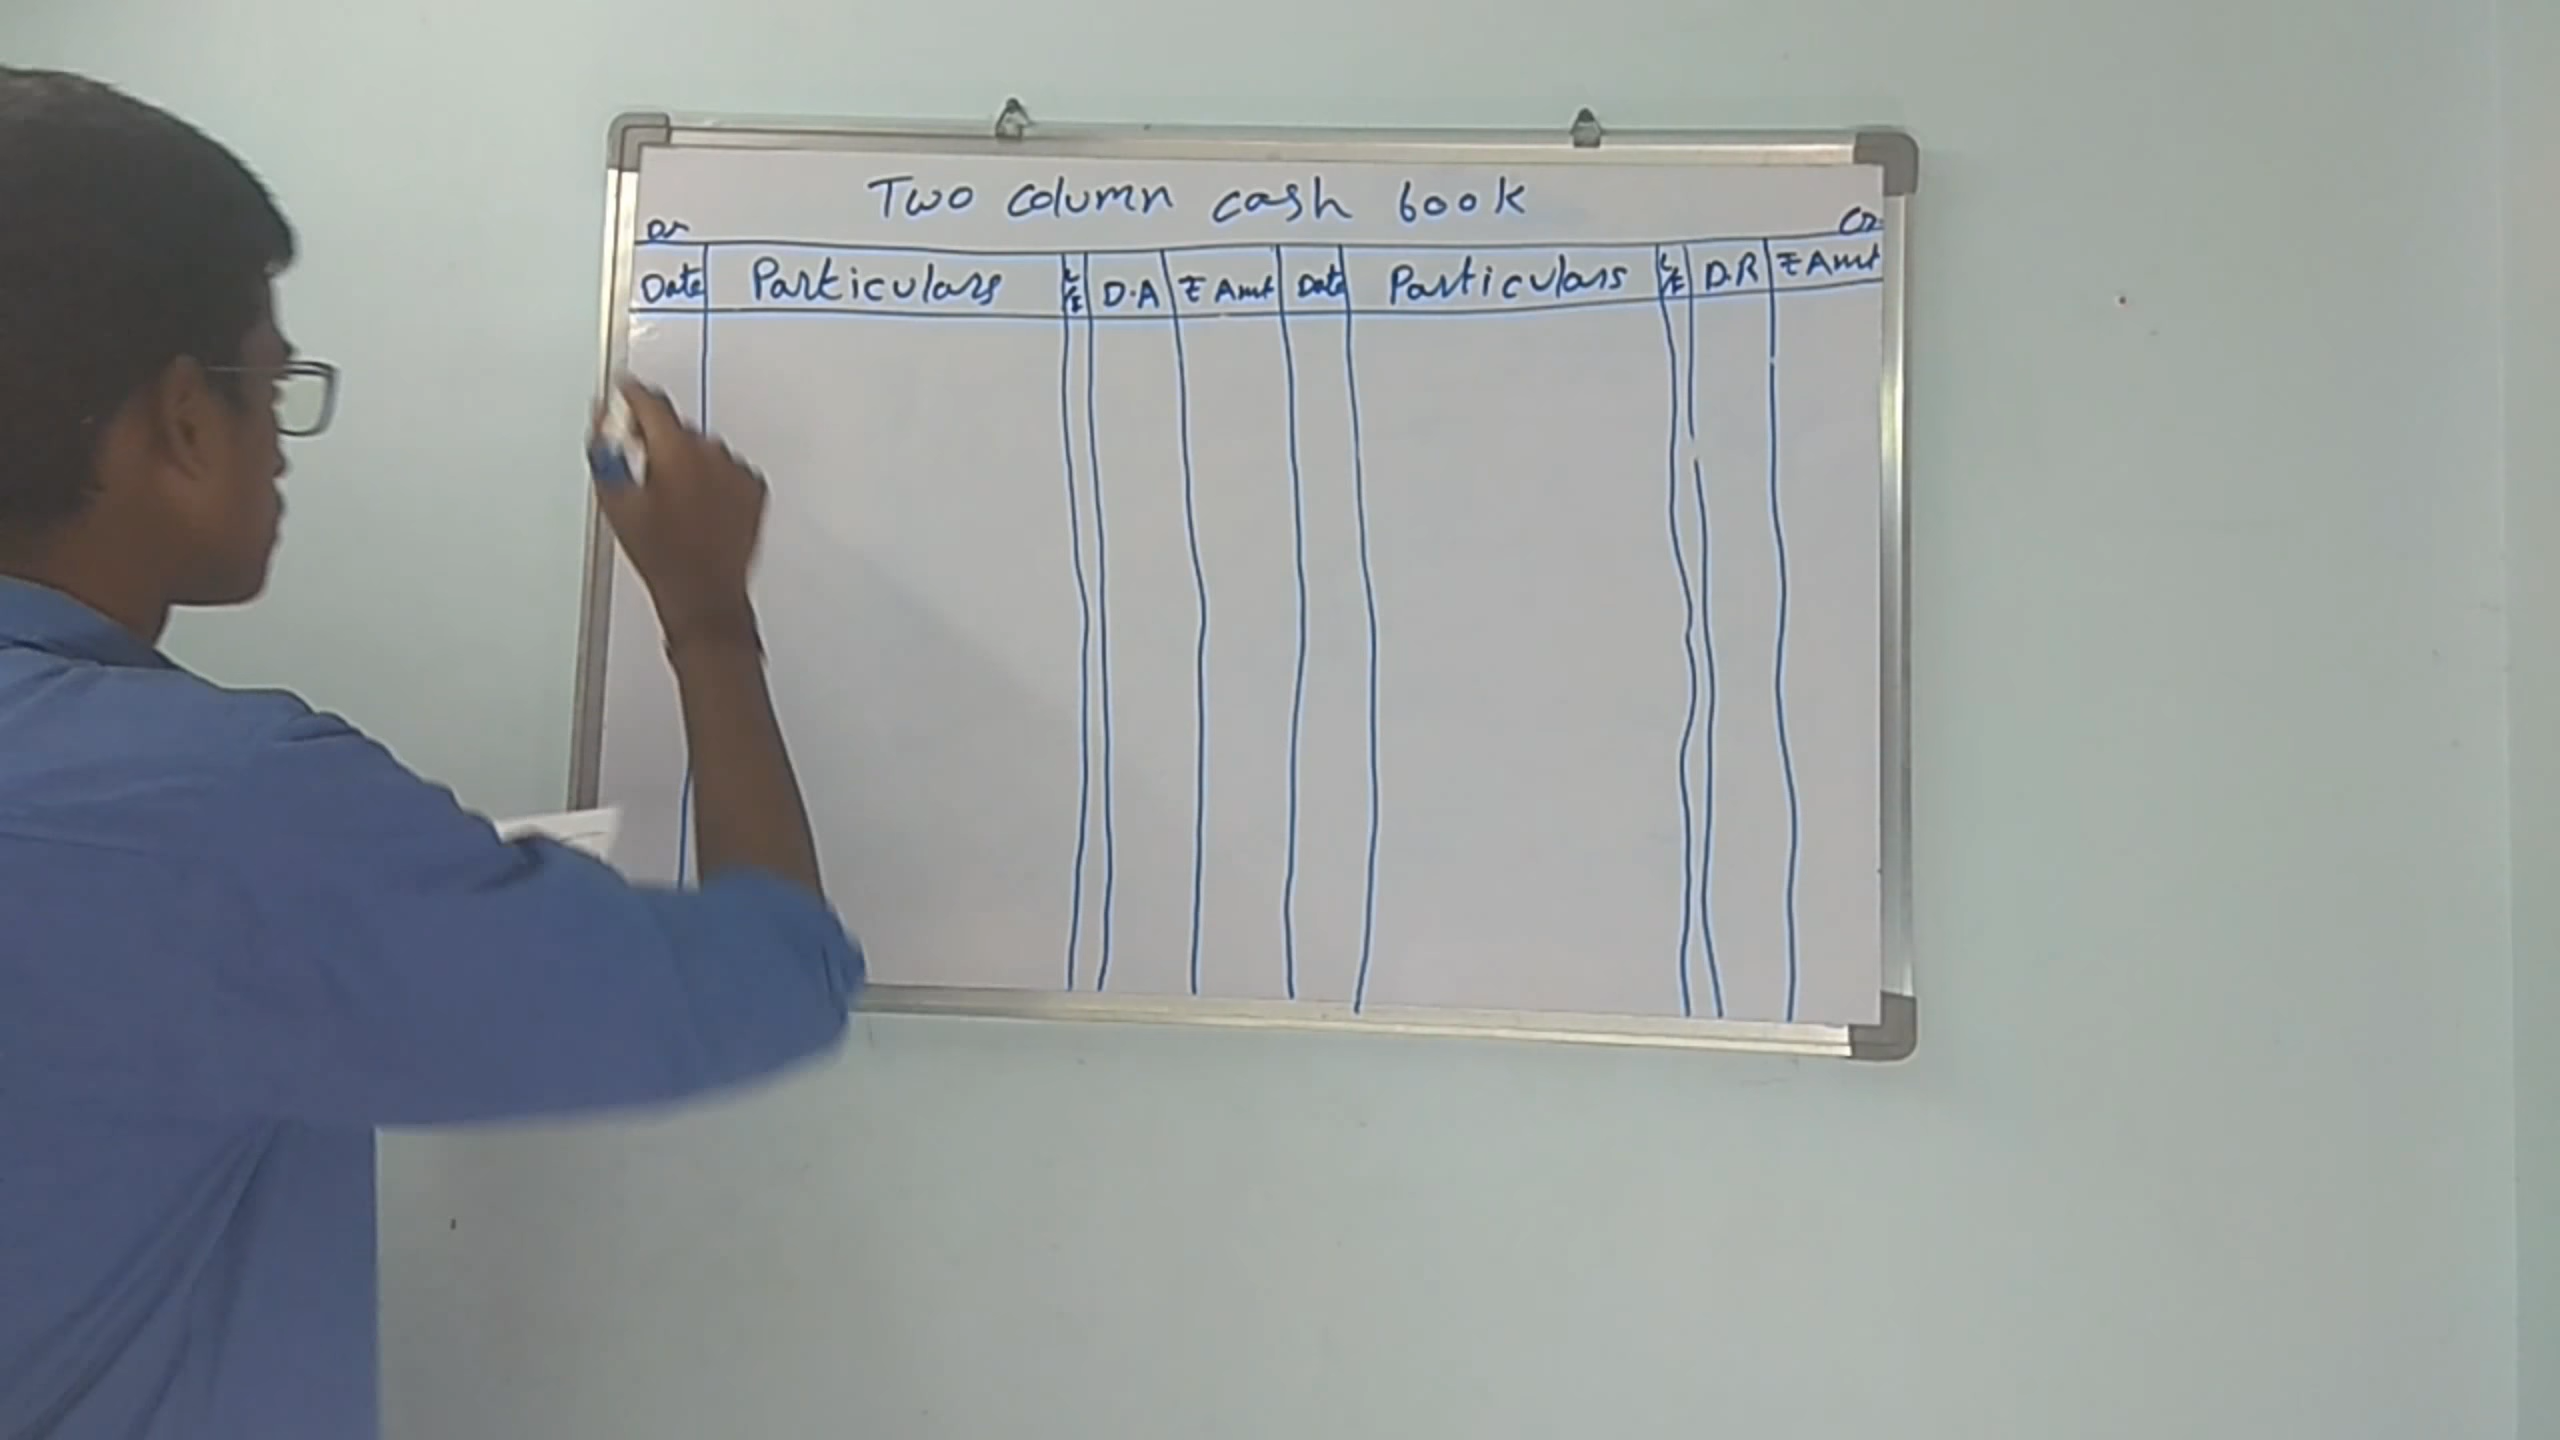 Two column cash book
Dr Cr
Date Particulars L/F D.A ₹ Amt Date Particulars L/F D.R ₹ Amt